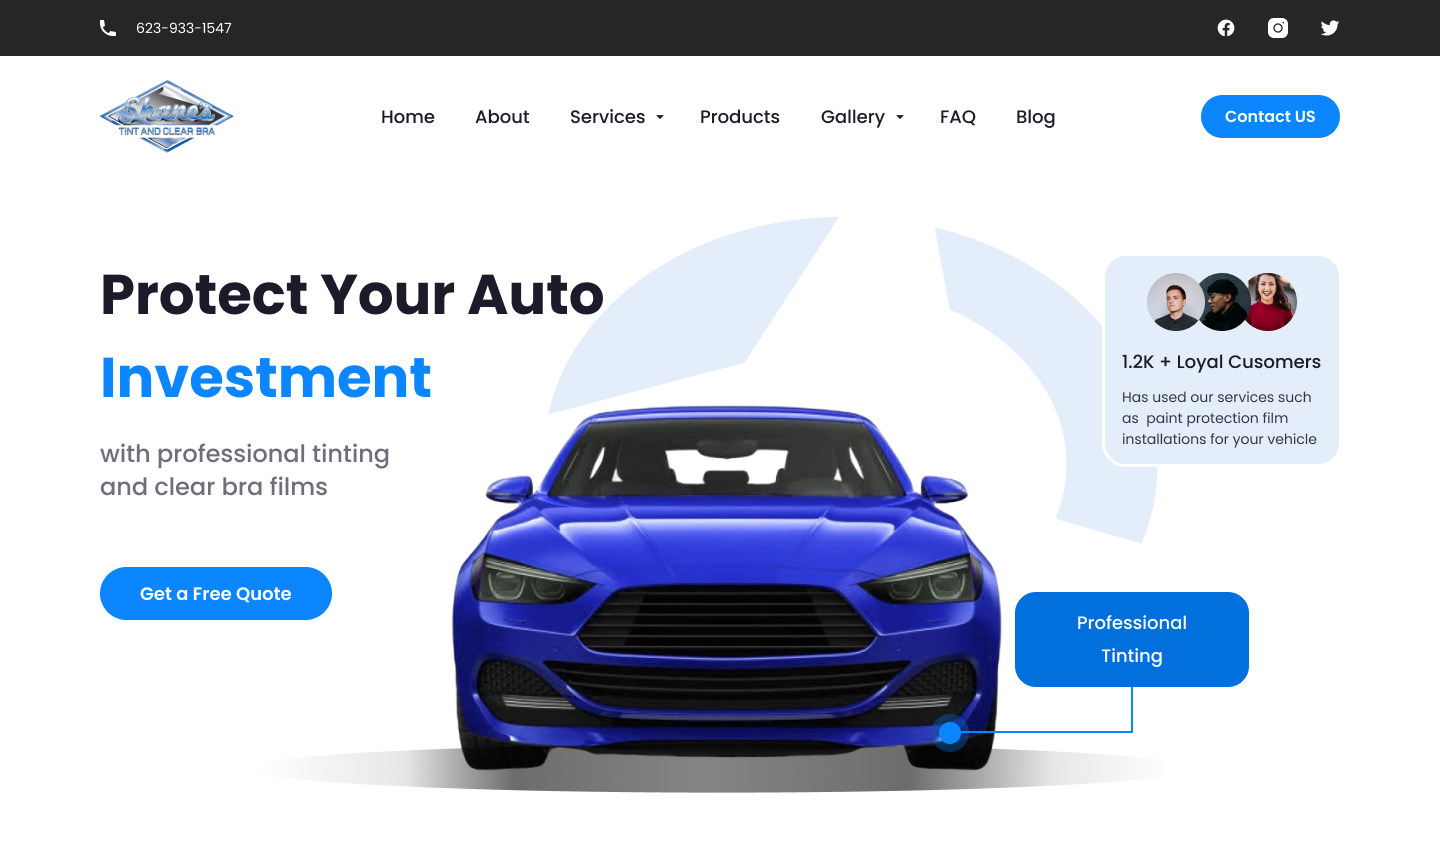 623-933-1547
Shane's
TINT AND CLEAR BRA
Home About Services Products Gallery FAQ Blog
Contact US
Protect Your Auto
Investment
with professional tinting
and clear bra films
Get a Free Quote
1.2K + Loyal Cusomers
Has used our services such
as paint protection film
installations for your vehicle
Professional
Tinting